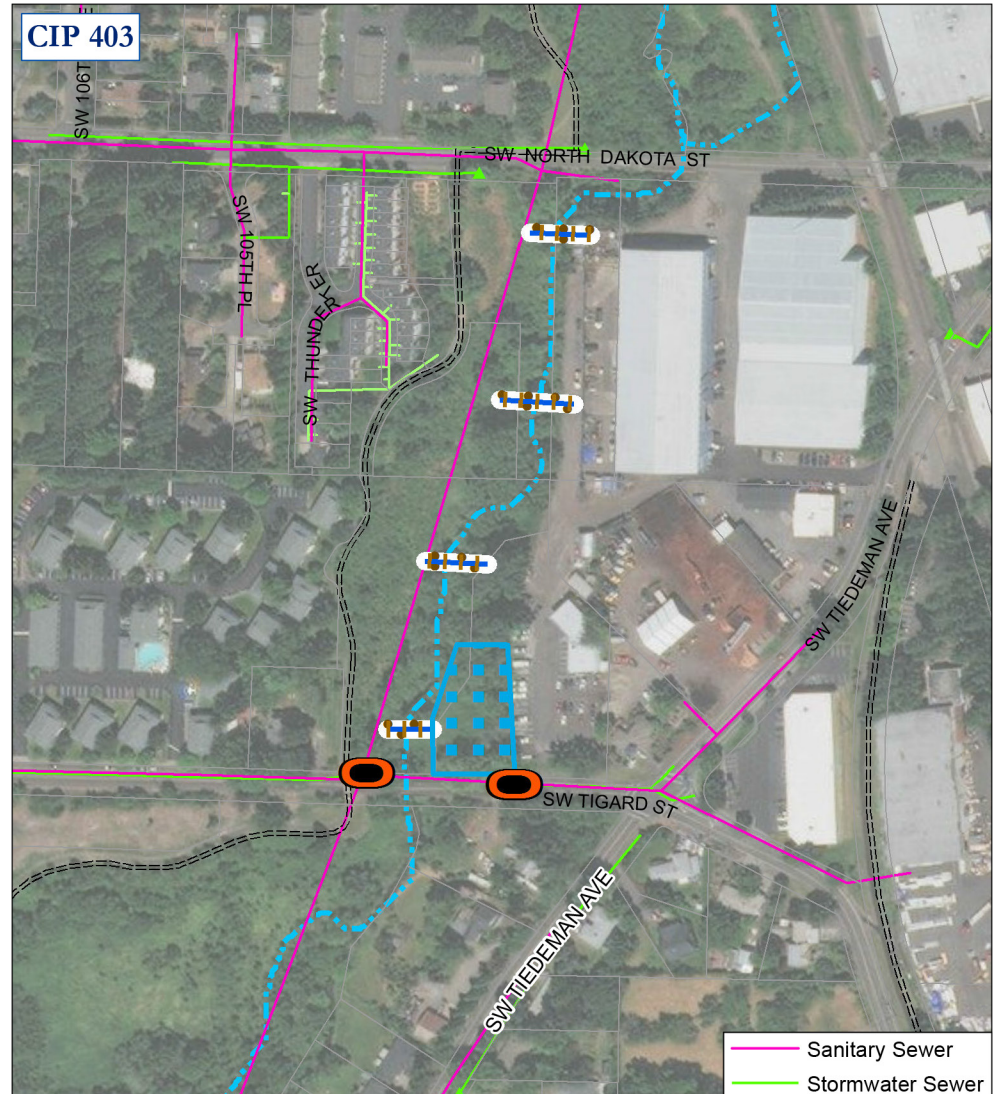 CIP 403
SW 106T
SW NORTH DAKOTA ST
SW 105TH PL
SW THUNDER
TER
SW TIEDEMAN AVE
SW TIGARD ST
SW TIEDEMAN AVE
Sanitary Sewer
Stormwater Sewer